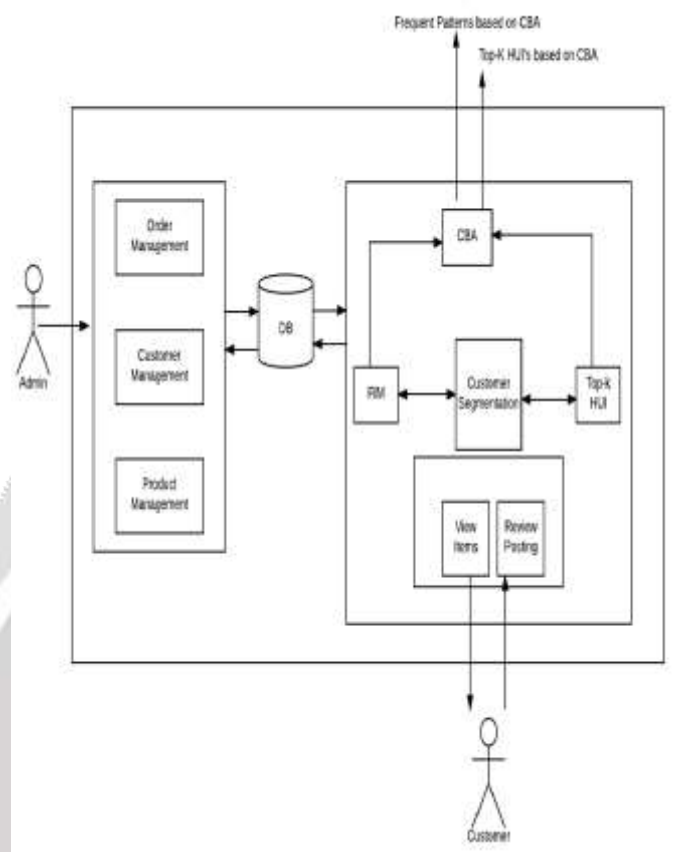 Frequent Patterns based on CBA
Top-K HUI's based on CBA
Order
Management
CBA
DB
Admin
Customer
Management
Customer
Segmentation
Top-k
HUI
Product
Management
View
Items
Review
Posting
Customer